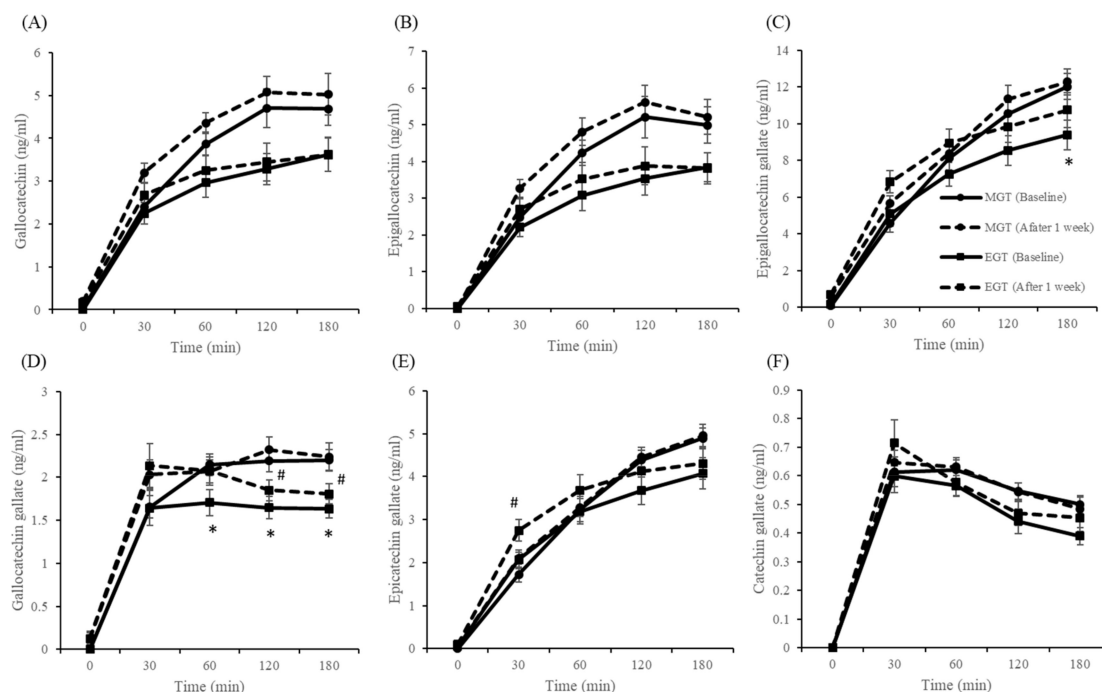 (A)
Gallocatechin (ng/ml)
6
5
4
3
2
1
0
0 30 60 120 180
Time (min)
(B)
Epigallocatechin (ng/ml)
7
6
5
4
3
2
1
0
0 30 60 120 180
Time (min)
(C)
Epigallocatechin gallate (ng/ml)
14
12
10
8
6
4
2
0
*
MGT (Baseline)
MGT (Afater 1 week)
EGT (Baseline)
EGT (After 1 week)
0 30 60 120 180
Time (min)
(D)
Gallocatechin gallate (ng/ml)
3
2.5
2
1.5
1
0.5
0
# #
* * *
0 30 60 120 180
Time (min)
(E)
Epicatechin gallate (ng/ml)
6
5
4
3
2
1
0
#
0 30 60 120 180
Time (min)
(F)
Catechin gallate (ng/ml)
0.9
0.8
0.7
0.6
0.5
0.4
0.3
0.2
0.1
0
0 30 60 120 180
Time (min)